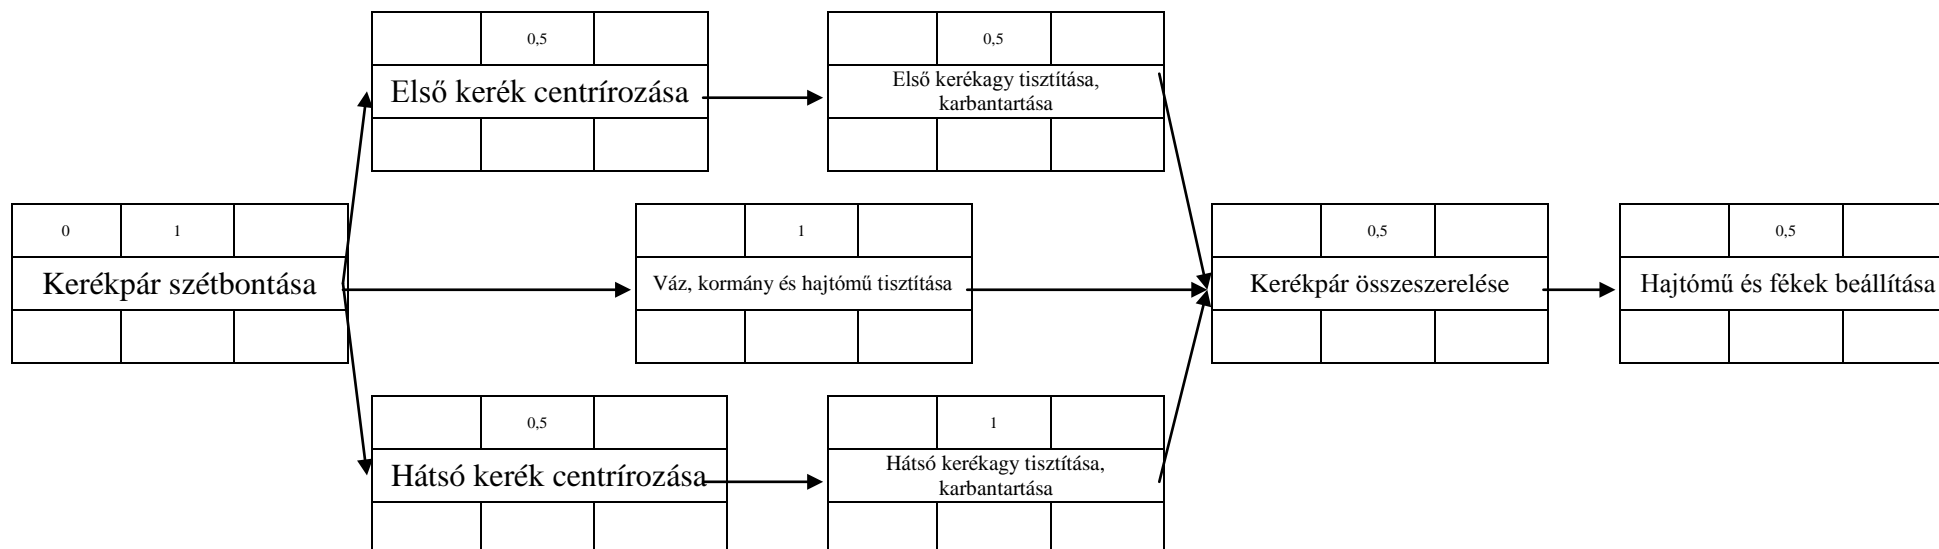 0,5
Első kerék centrírozása
0,5
Első kerékagy tisztítása,
karbantartása
0 1
Kerékpár szétbontása
1
Váz, kormány és hajtómű tisztítása
0,5
Kerékpár összeszerelése
0,5
Hajtómű és fékek beállítása
0,5
Hátsó kerék centrírozása
1
Hátsó kerékagy tisztítása,
karbantartása